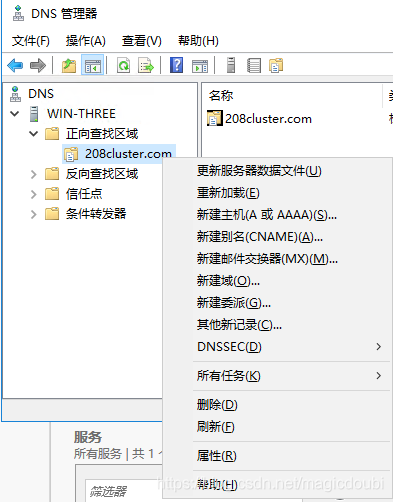 DNS 管理器
文件(F) 操作(A) 查看(V) 帮助(H)
DNS
WIN-THREE
正向查找区域
208cluster.com
反向查找区域
信任点
条件转发器
名称
208cluster.com
更新服务器数据文件(U)
重新加载(E)
新建主机(A 或 AAAA)(S)...
新建别名(CNAME)(A)...
新建邮件交换器(MX)(M)...
新建域(O)...
新建委派(G)...
其他新记录(C)...
DNSSEC(D)
所有任务(K)
删除(D)
刷新(F)
属性(R)
帮助(H)
服务
所有服务 | 共 1
筛选器
csdn.net/magicdoubi